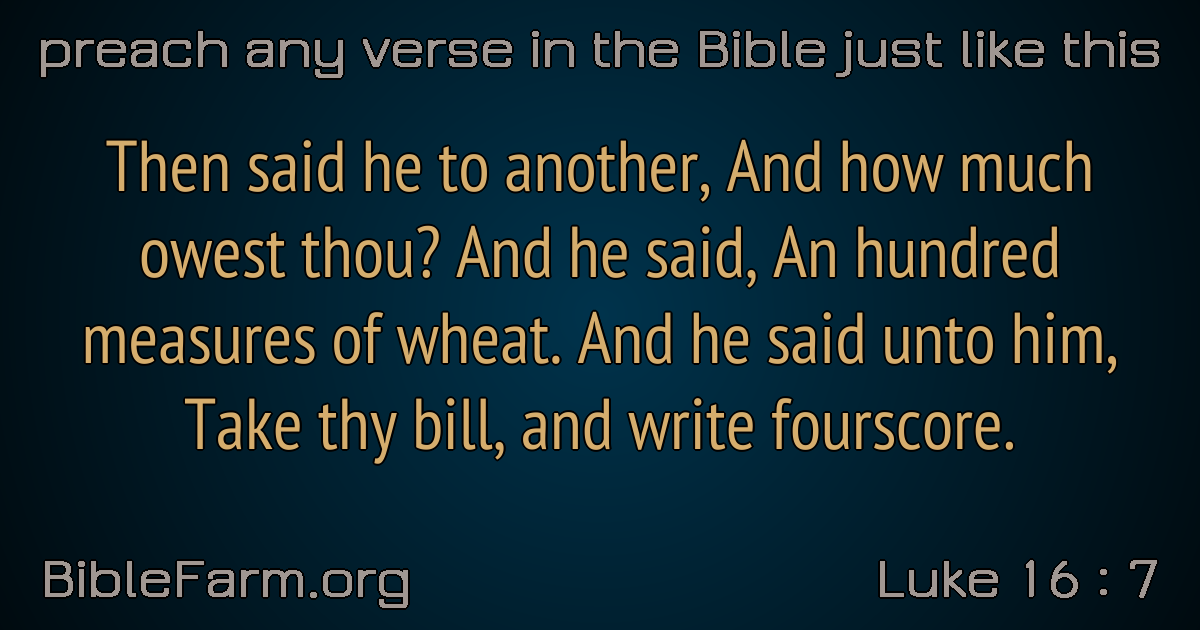 preach any verse in the Bible just like this
Then said he to another, And how much
owest thou? And he said, An hundred
measures of wheat. And he said unto him,
Take thy bill, and write fourscore.
BibleFarm.org
Luke 16 : 7